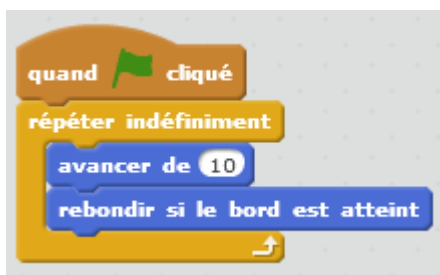 quand cliqué
répéter indéfiniment
avancer de 10
rebondir si le bord est atteint